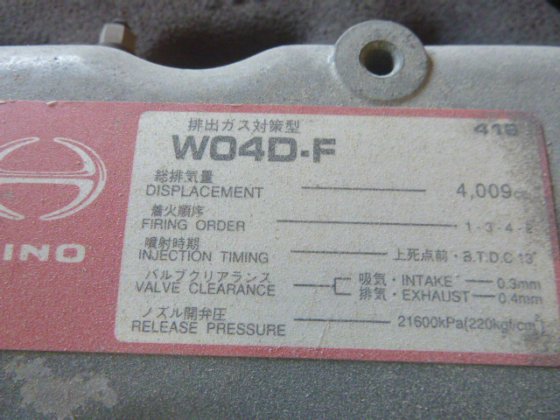 排出ガス対策型 416
W04D-F
総排気量
DISPLACEMENT 4,009cc
着火順序
FIRING ORDER 1-3-4-2
噴射時期
INJECTION TIMING 上死点前・B.T.D.C 13°
バルブクリアランス 吸気・INTAKE 0.3mm
VALVE CLEARANCE 排気・EXHAUST 0.4mm
ノズル開弁圧
RELEASE PRESSURE 21600kPa{220kgf/cm²}
INO